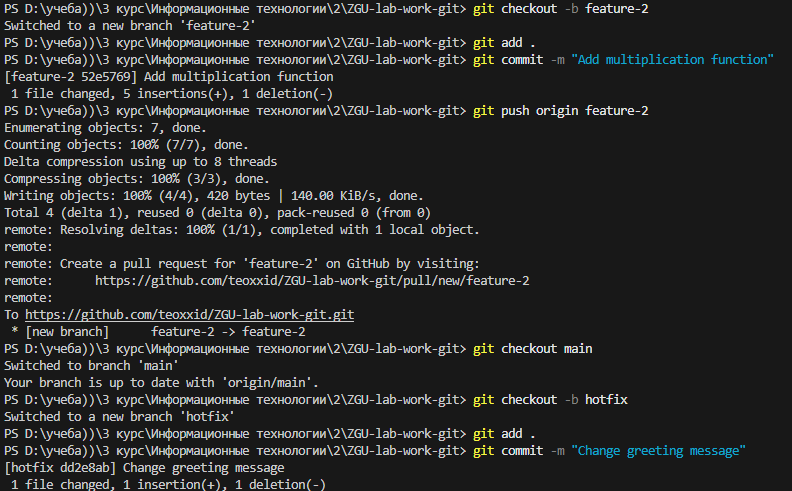 PS D:\учеба))\3 курс\Информационные технологии\2\ZGU-lab-work-git> git checkout -b feature-2
Switched to a new branch 'feature-2'
PS D:\учеба))\3 курс\Информационные технологии\2\ZGU-lab-work-git> git add .
PS D:\учеба))\3 курс\Информационные технологии\2\ZGU-lab-work-git> git commit -m "Add multiplication function"
[feature-2 52e5769] Add multiplication function
 1 file changed, 5 insertions(+), 1 deletion(-)
PS D:\учеба))\3 курс\Информационные технологии\2\ZGU-lab-work-git> git push origin feature-2
Enumerating objects: 7, done.
Counting objects: 100% (7/7), done.
Delta compression using up to 8 threads
Compressing objects: 100% (3/3), done.
Writing objects: 100% (4/4), 420 bytes | 140.00 KiB/s, done.
Total 4 (delta 1), reused 0 (delta 0), pack-reused 0 (from 0)
remote: Resolving deltas: 100% (1/1), completed with 1 local object.
remote:
remote: Create a pull request for 'feature-2' on GitHub by visiting:
remote:      https://github.com/teoxxid/ZGU-lab-work-git/pull/new/feature-2
remote:
To https://github.com/teoxxid/ZGU-lab-work-git.git
 * [new branch]      feature-2 -> feature-2
PS D:\учеба))\3 курс\Информационные технологии\2\ZGU-lab-work-git> git checkout main
Switched to branch 'main'
Your branch is up to date with 'origin/main'.
PS D:\учеба))\3 курс\Информационные технологии\2\ZGU-lab-work-git> git checkout -b hotfix
Switched to a new branch 'hotfix'
PS D:\учеба))\3 курс\Информационные технологии\2\ZGU-lab-work-git> git add .
PS D:\учеба))\3 курс\Информационные технологии\2\ZGU-lab-work-git> git commit -m "Change greeting message"
[hotfix dd2e8ab] Change greeting message
 1 file changed, 1 insertion(+), 1 deletion(-)